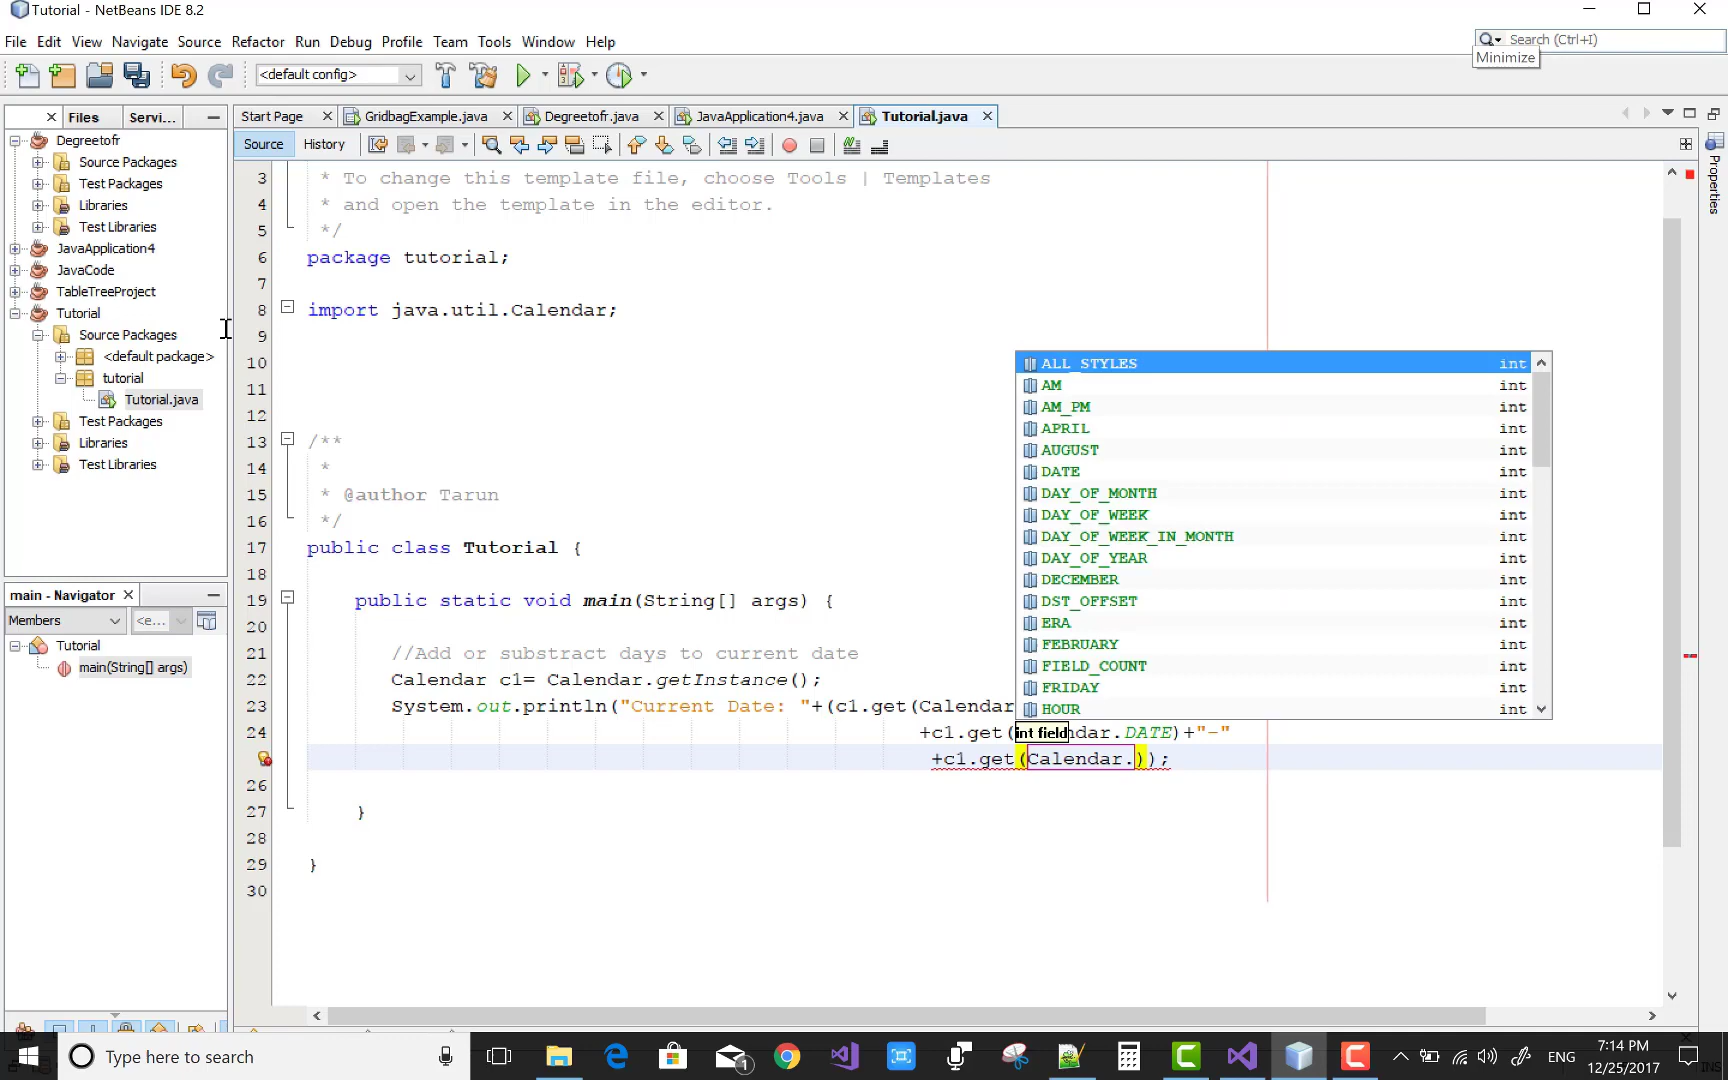 Tutorial - NetBeans IDE 8.2
File Edit View Navigate Source Refactor Run Debug Profile Team Tools Window Help
Search (Ctrl+I)
Minimize
<default config>
Files Servi...
Start Page GridbagExample.java Degreetofr.java JavaApplication4.java Tutorial.java
Source History
Properties
Degreetofr
Source Packages
Test Packages
Libraries
Test Libraries
JavaApplication4
JavaCode
TableTreeProject
Tutorial
Source Packages
<default package>
tutorial
Tutorial.java
Test Packages
Libraries
Test Libraries
main - Navigator
Members <e...
Tutorial
main(String[] args)
3 * To change this template file, choose Tools | Templates
4 * and open the template in the editor.
5 */
6 package tutorial;
7
8 import java.util.Calendar;
9
10
11
12
13 /**
14 *
15 * @author Tarun
16 */
17 public class Tutorial {
18
19 public static void main(String[] args) {
20
21 //Add or substract days to current date
22 Calendar c1= Calendar.getInstance();
23 System.out.println("Current Date: "+(c1.get(Calendar
24 +c1.get( ndar.DATE)+"-"
int field
+c1.get(Calendar.));
26
27 }
28
29 }
30
ALL_STYLES int
AM int
AM_PM int
APRIL int
AUGUST int
DATE int
DAY_OF_MONTH int
DAY_OF_WEEK int
DAY_OF_WEEK_IN_MONTH int
DAY_OF_YEAR int
DECEMBER int
DST_OFFSET int
ERA int
FEBRUARY int
FIELD_COUNT int
FRIDAY int
HOUR int
Type here to search
1
ENG
7:14 PM
12/25/2017